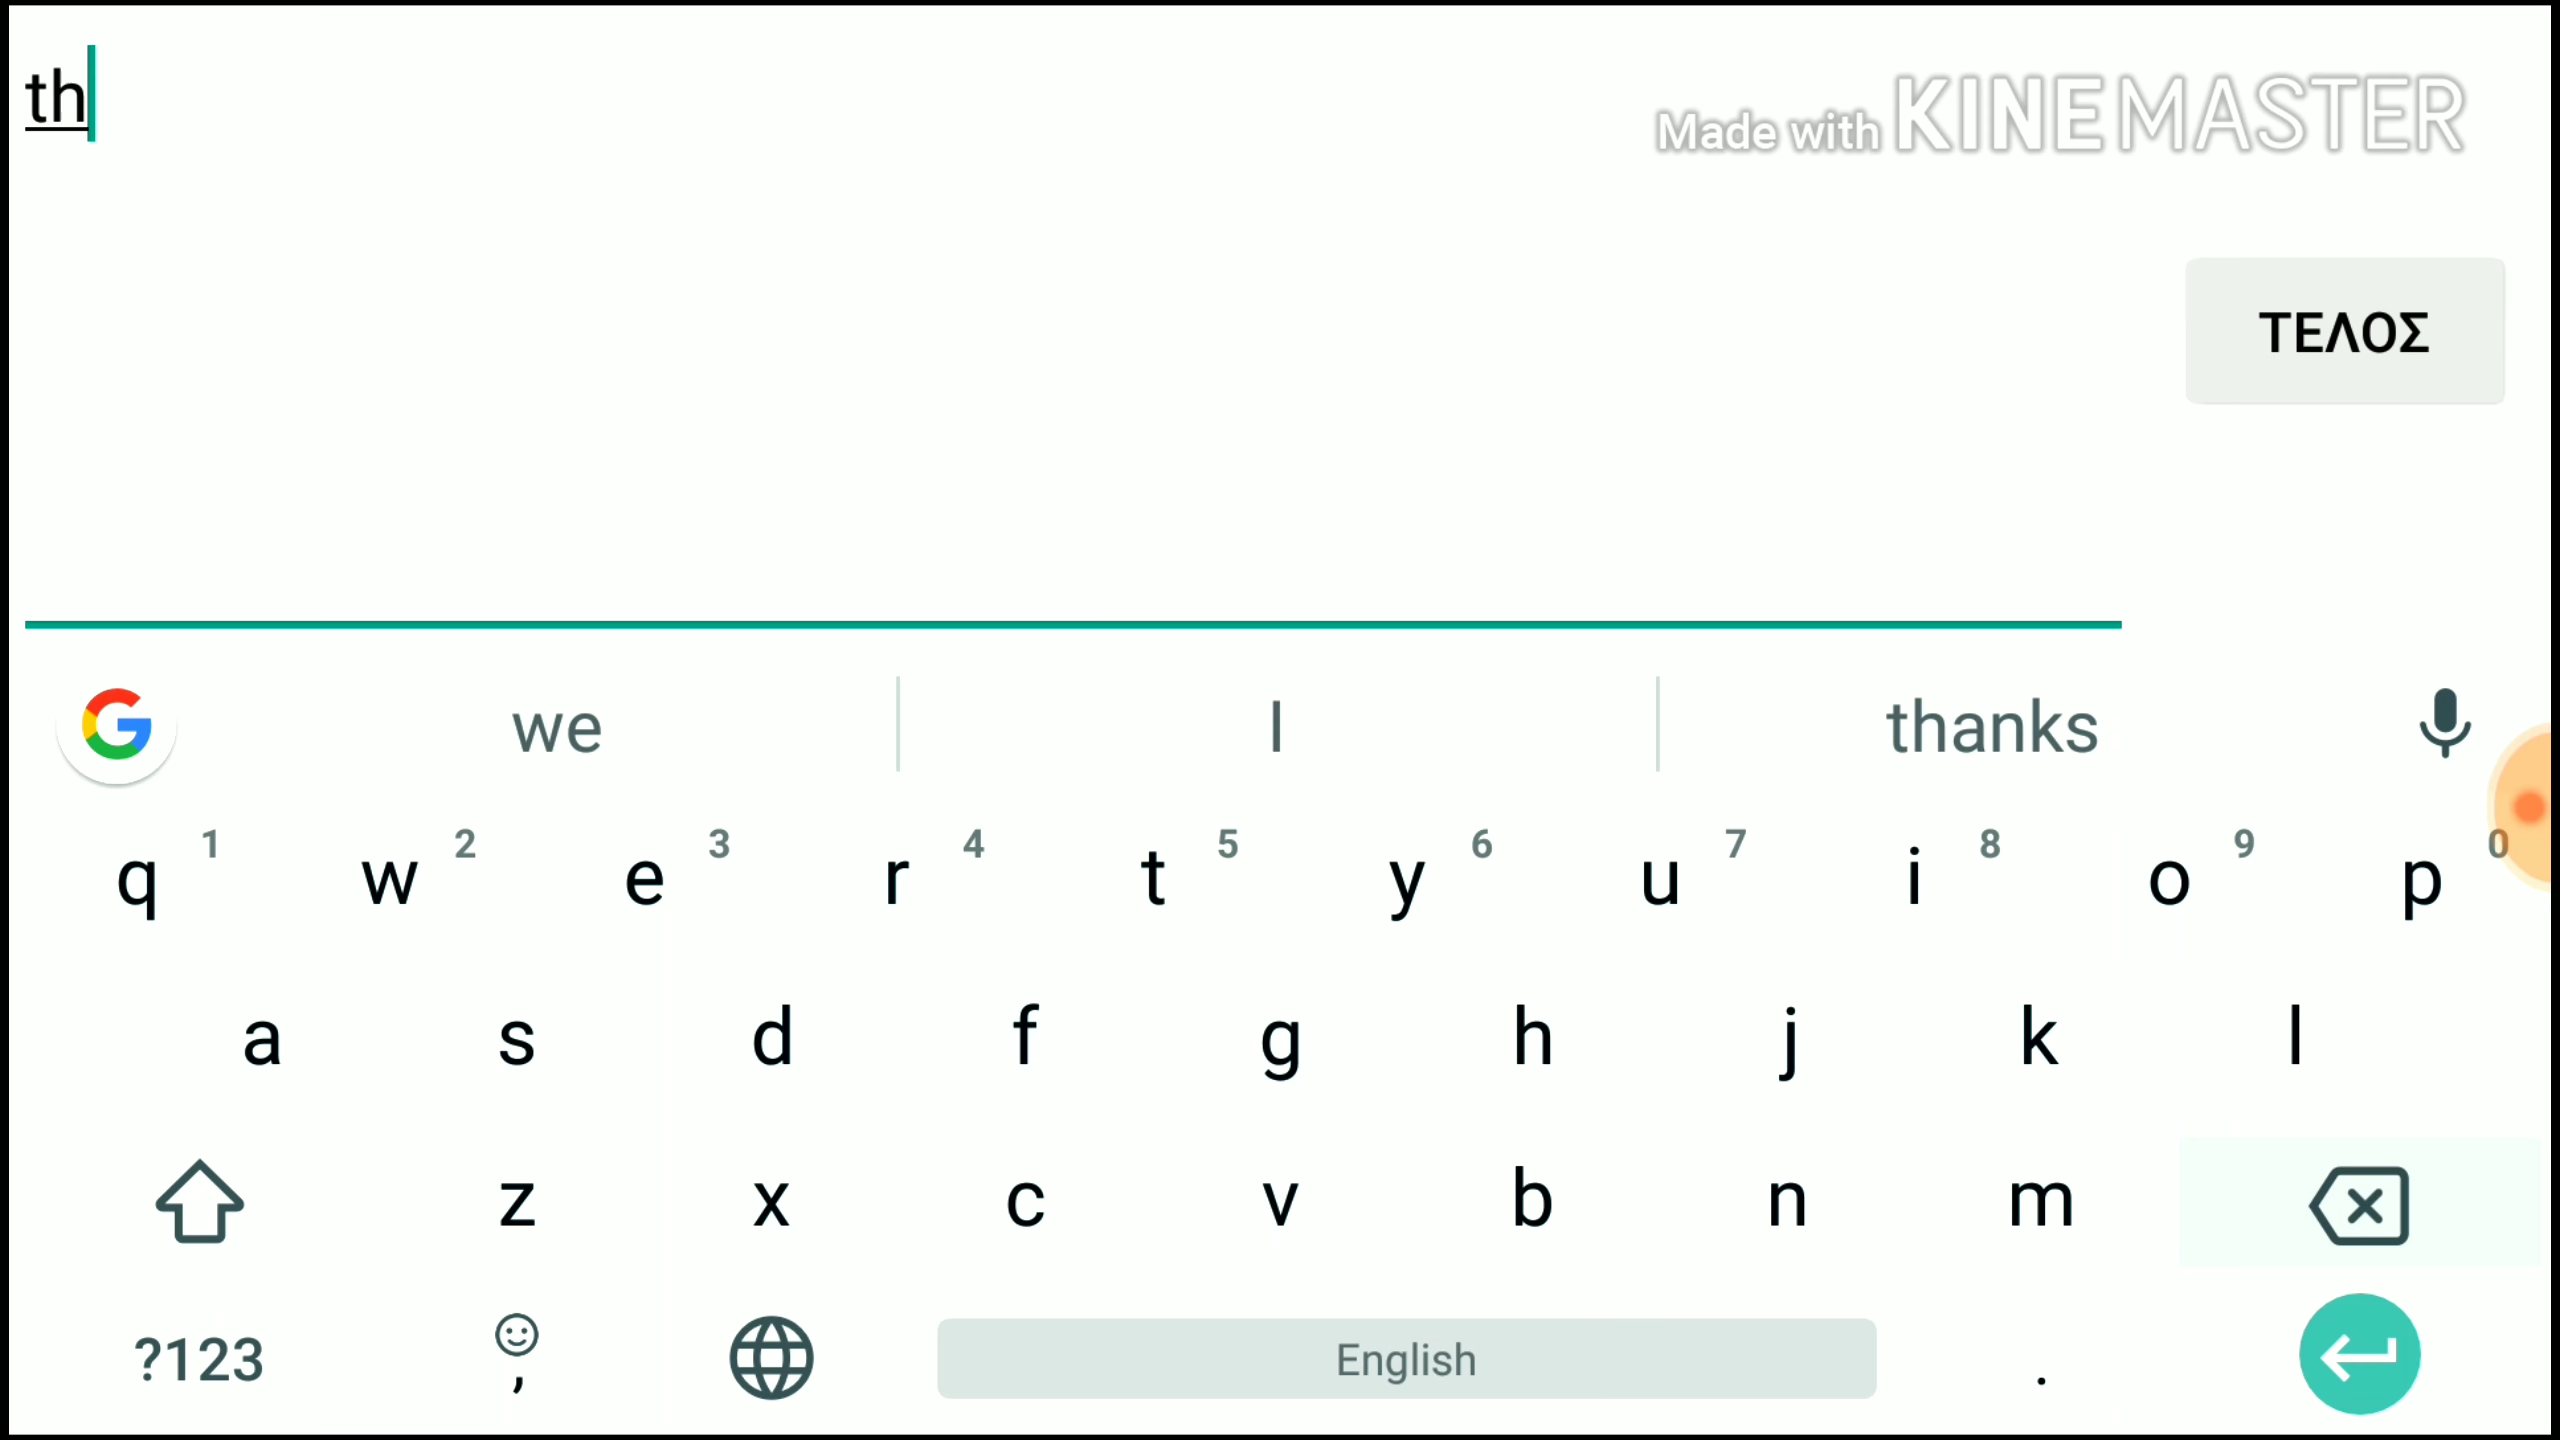 th
Made with KINEMASTER
ΤΕΛΟΣ
we I thanks
q 1 w 2 e 3 r 4 t 5 y 6 u 7 i 8 o 9 p 0
a s d f g h j k l
z x c v b n m
?123 , English .